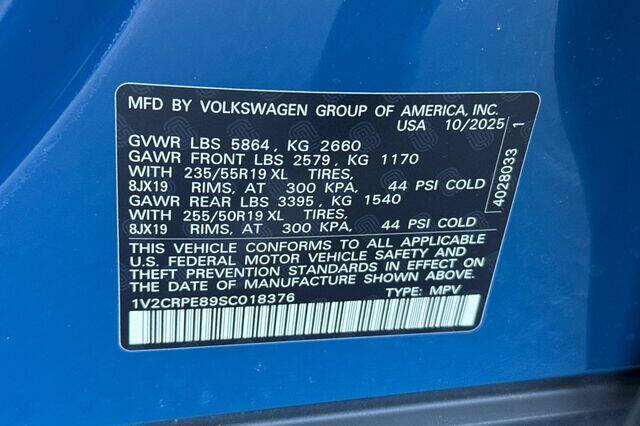 MFD BY VOLKSWAGEN GROUP OF AMERICA, INC.
USA 10/2025
GVWR LBS 5864, KG 2660
GAWR FRONT LBS 2579, KG 1170
WITH 235/55R19 XL TIRES,
8JX19 RIMS, AT 300 KPA, 44 PSI COLD
GAWR REAR LBS 3395, KG 1540
WITH 255/50R19 XL TIRES,
8JX19 RIMS, AT 300 KPA, 44 PSI COLD
THIS VEHICLE CONFORMS TO ALL APPLICABLE
U.S. FEDERAL MOTOR VEHICLE SAFETY AND
THEFT PREVENTION STANDARDS IN EFFECT ON
THE DATE OF MANUFACTURE SHOWN ABOVE.
1V2CRPE89SC018376 TYPE: MPV
4028033 1